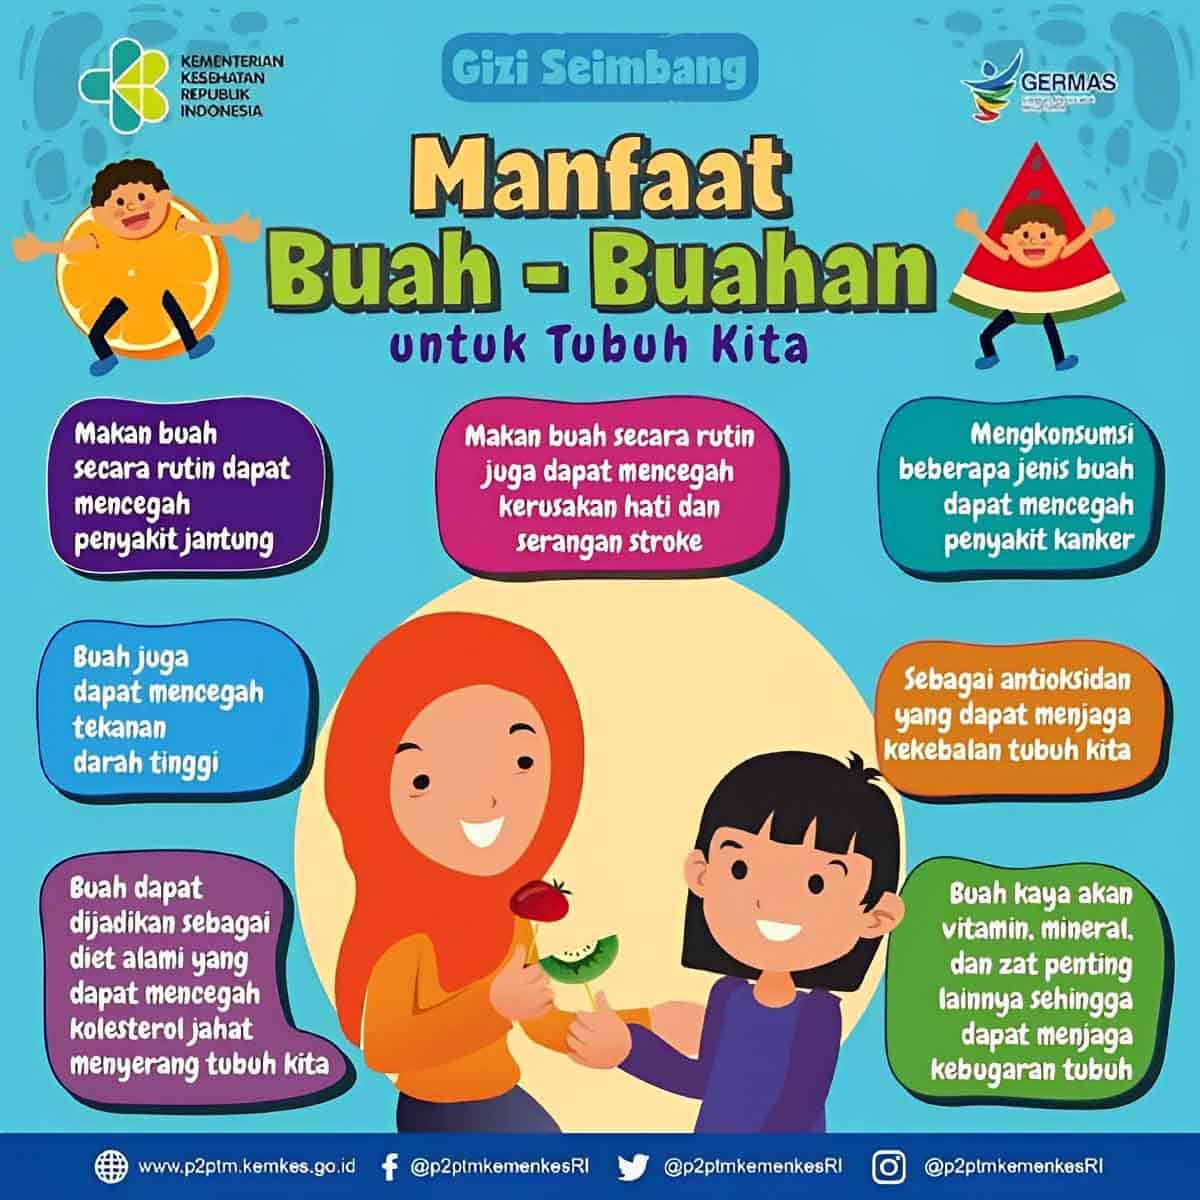 KEMENTERIAN
KESEHATAN
REPUBLIK
INDONESIA
Gizi Seimbang
GERMAS
Manfaat
Buah - Buahan
untuk Tubuh Kita
Makan buah
secara rutin dapat
mencegah
penyakit jantung
Makan buah secara rutin
juga dapat mencegah
kerusakan hati dan
serangan stroke
Mengkonsumsi
beberapa jenis buah
dapat mencegah
penyakit kanker
Buah juga
dapat mencegah
tekanan
darah tinggi
Sebagai antioksidan
yang dapat menjaga
kekebalan tubuh kita
Buah dapat
dijadikan sebagai
diet alami yang
dapat mencegah
kolesterol jahat
menyerang tubuh kita
Buah kaya akan
vitamin, mineral,
dan zat penting
lainnya sehingga
dapat menjaga
kebugaran tubuh
www.p2ptm.kemkes.go.id
@p2ptmkemenkesRI
@p2ptmkemenkesRI
@p2ptmkemenkesRI